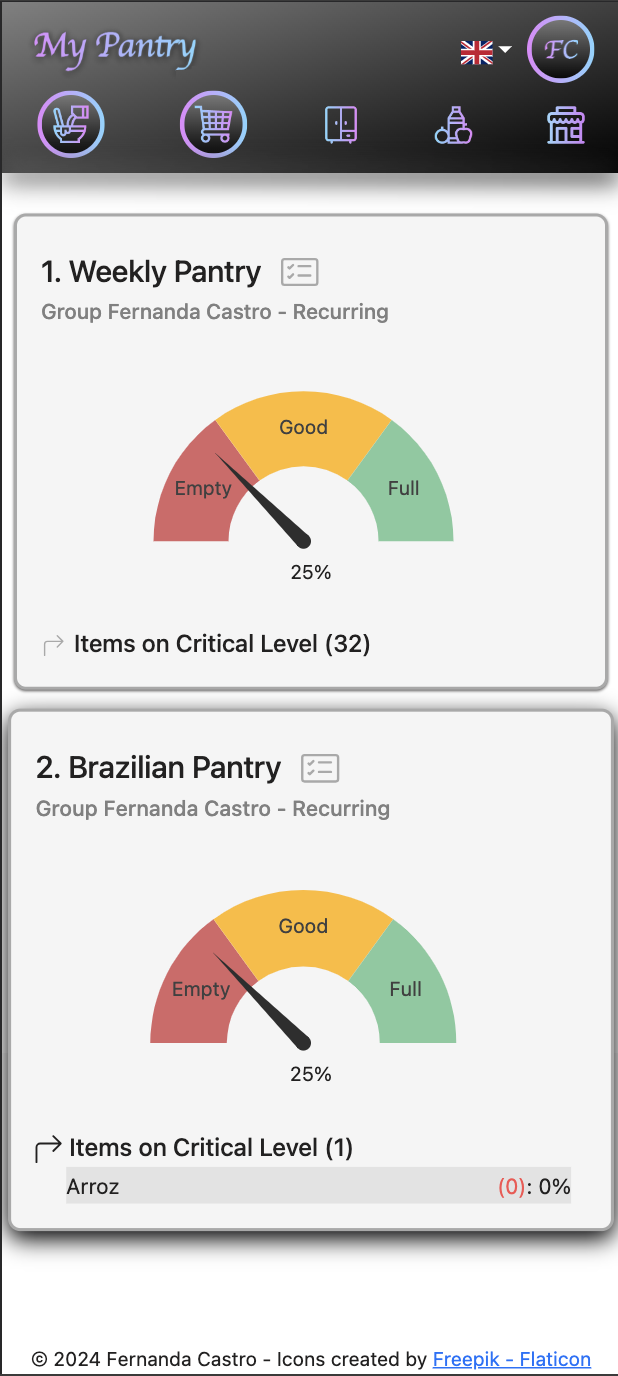 My Pantry
FC
1. Weekly Pantry
Group Fernanda Castro - Recurring
Good
Empty
Full
25%
Items on Critical Level (32)
2. Brazilian Pantry
Group Fernanda Castro - Recurring
Good
Empty
Full
25%
Items on Critical Level (1)
Arroz (0): 0%
© 2024 Fernanda Castro - Icons created by Freepik - Flaticon